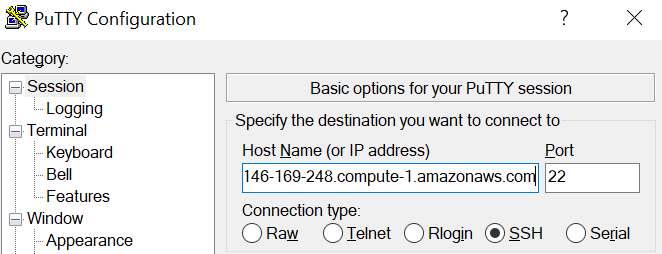 PuTTY Configuration
Category:
Session
Logging
Terminal
Keyboard
Bell
Features
Window
Appearance
Basic options for your PuTTY session
Specify the destination you want to connect to
Host Name (or IP address) Port
146-169-248.compute-1.amazonaws.com 22
Connection type:
Raw Telnet Rlogin SSH Serial